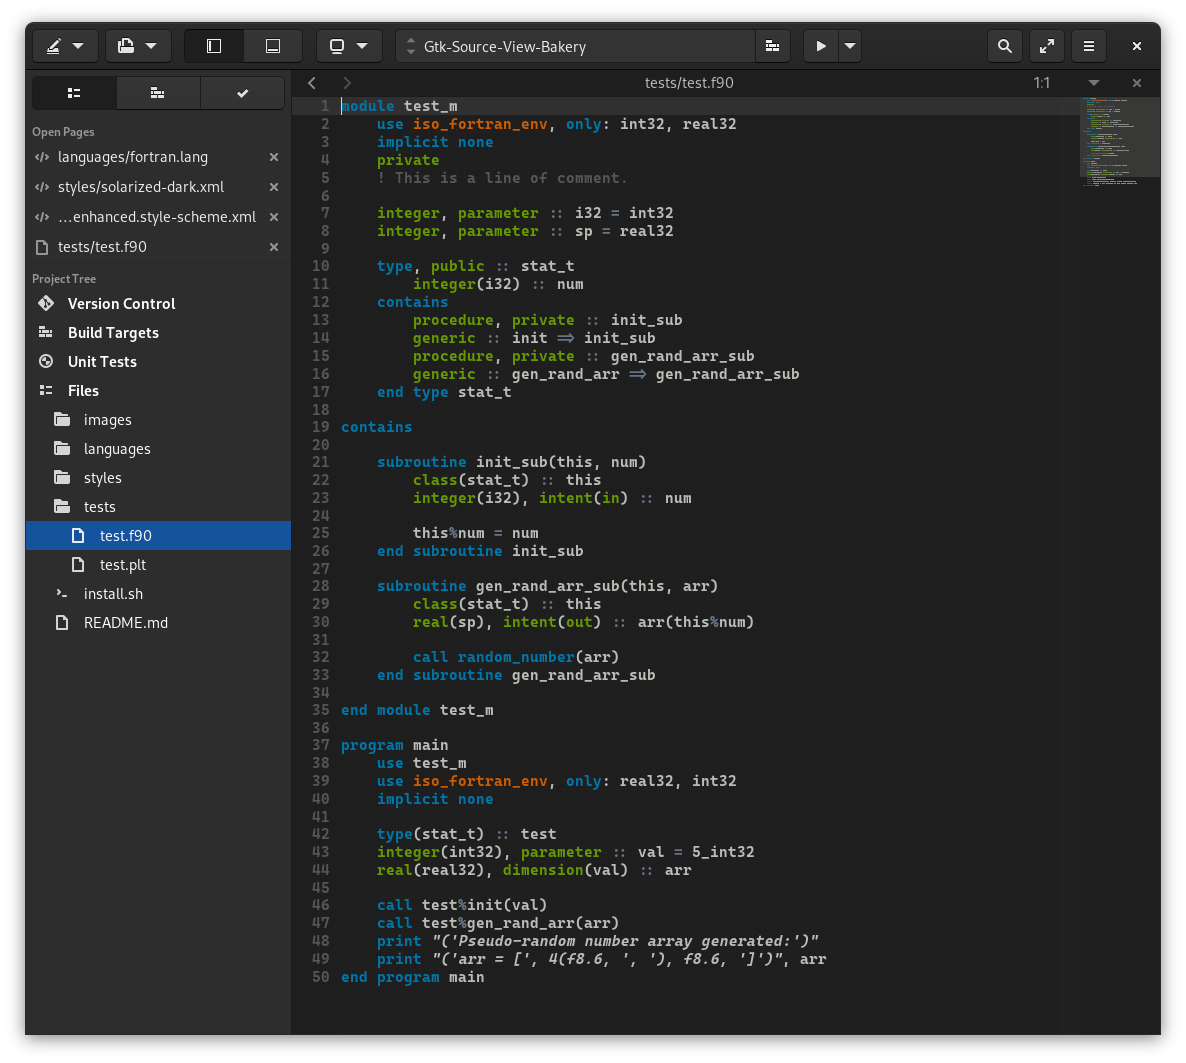 Gtk-Source-View-Bakery
tests/test.f90 1:1
Open Pages
languages/fortran.lang
styles/solarized-dark.xml
…enhanced.style-scheme.xml
tests/test.f90
Project Tree
Version Control
Build Targets
Unit Tests
Files
images
languages
styles
tests
test.f90
test.plt
install.sh
README.md
1 module test_m
2     use iso_fortran_env, only: int32, real32
3     implicit none
4     private
5     ! This is a line of comment.
6
7     integer, parameter :: i32 = int32
8     integer, parameter :: sp = real32
9
10     type, public :: stat_t
11         integer(i32) :: num
12     contains
13         procedure, private :: init_sub
14         generic :: init => init_sub
15         procedure, private :: gen_rand_arr_sub
16         generic :: gen_rand_arr => gen_rand_arr_sub
17     end type stat_t
18
19 contains
20
21     subroutine init_sub(this, num)
22         class(stat_t) :: this
23         integer(i32), intent(in) :: num
24
25         this%num = num
26     end subroutine init_sub
27
28     subroutine gen_rand_arr_sub(this, arr)
29         class(stat_t) :: this
30         real(sp), intent(out) :: arr(this%num)
31
32         call random_number(arr)
33     end subroutine gen_rand_arr_sub
34
35 end module test_m
36
37 program main
38     use test_m
39     use iso_fortran_env, only: real32, int32
40     implicit none
41
42     type(stat_t) :: test
43     integer(int32), parameter :: val = 5_int32
44     real(real32), dimension(val) :: arr
45
46     call test%init(val)
47     call test%gen_rand_arr(arr)
48     print "('Pseudo-random number array generated:')"
49     print "('arr = [', 4(f8.6, ', '), f8.6, ']')", arr
50 end program main